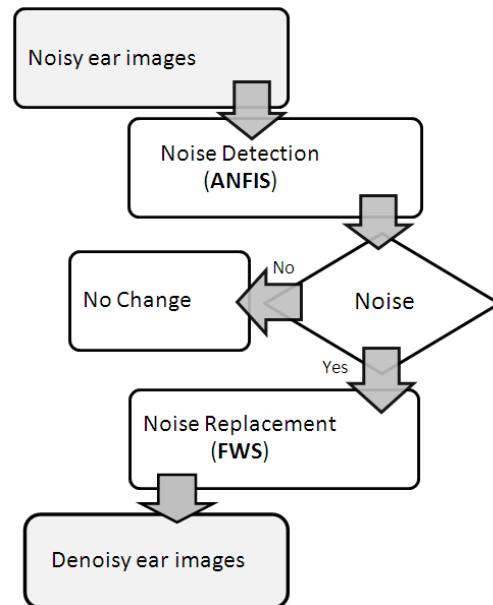 Noisy ear images
Noise Detection
(ANFIS)
No
No Change
Noise
Yes
Noise Replacement
(FWS)
Denoisy ear images